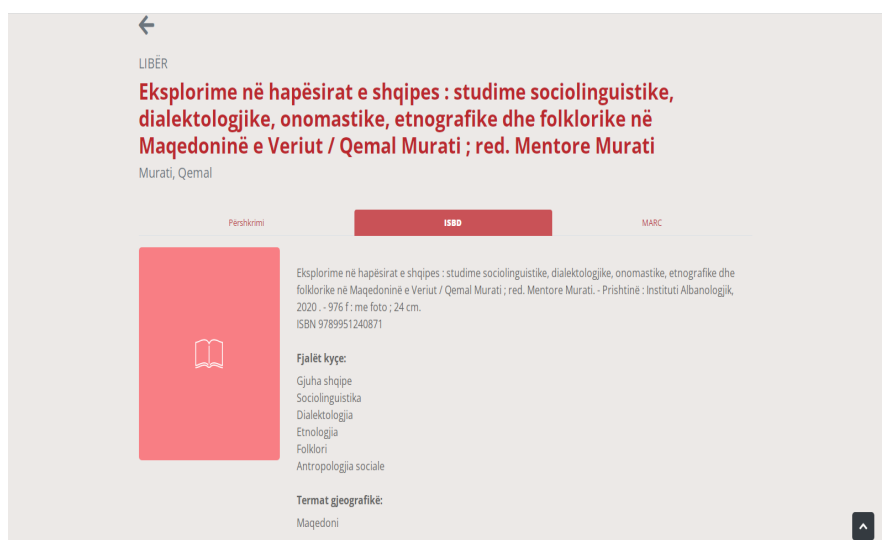 LIBËR
Eksplorime në hapësirat e shqipes : studime sociolinguistike,
dialektologjike, onomastike, etnografike dhe folklorike në
Maqedoninë e Veriut / Qemal Murati ; red. Mentore Murati
Murati, Qemal
Përshkrimi
ISBD
MARC
Eksplorime në hapësirat e shqipes : studime sociolinguistike, dialektologjike, onomastike, etnografike dhe
folklorike në Maqedoninë e Veriut / Qemal Murati ; red. Mentore Murati. - Prishtinë : Instituti Albanologjik,
2020 . - 976 f : me foto ; 24 cm.
ISBN 9789951240871
Fjalët kyçe:
Gjuha shqipe
Sociolinguistika
Dialektologjia
Etnologjia
Folklori
Antropologjia sociale
Termat gjeografikë:
Maqedoni